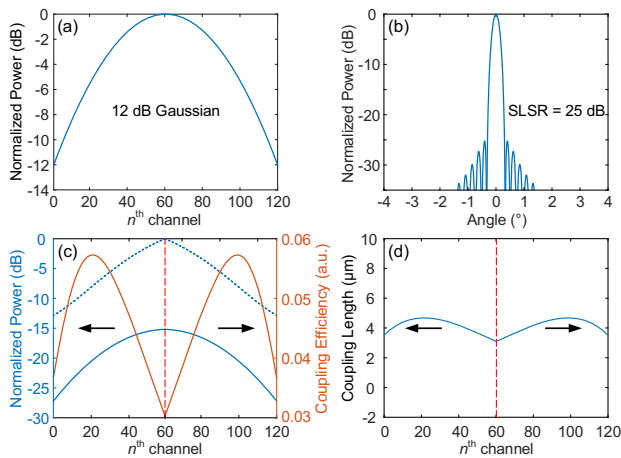 (a)
Normalized Power (dB)
-0
-2
-4
-6
-8
-10
-12
-14
12 dB Gaussian
0 20 40 60 80 100 120
nth channel
(b)
Normalized Power (dB)
0
-10
-20
-30
SLSR = 25 dB
-4 -3 -2 -1 0 1 2 3 4
Angle (°)
(c)
Normalized Power (dB)
0
-5
-10
-15
-20
-25
-30
Coupling Efficiency (a.u.)
0.06
0.05
0.04
0.03
0 20 40 60 80 100 120
nth channel
(d)
Coupling Length (μm)
10
8
6
4
2
0
-2
0 20 40 60 80 100 120
nth channel